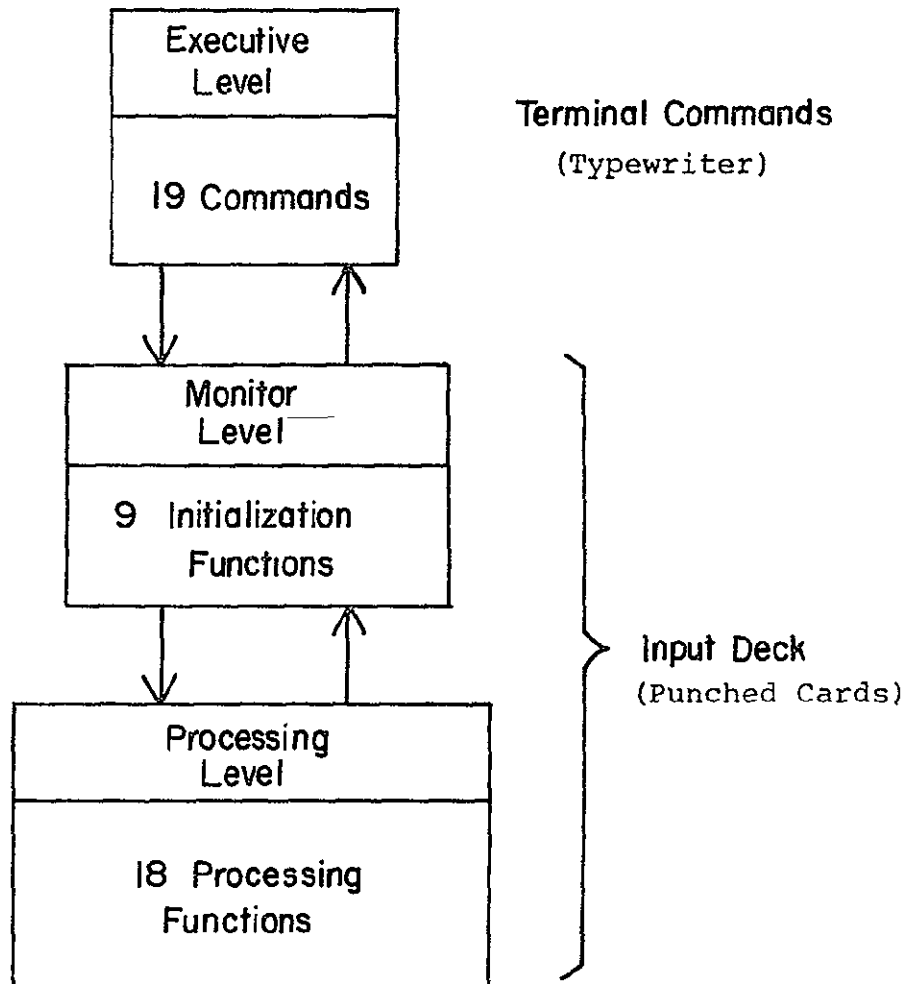 Executive
Level
19 Commands
Terminal Commands
(Typewriter)
Monitor
Level
9 Initialization
Functions
Input Deck
(Punched Cards)
Processing
Level
18 Processing
Functions